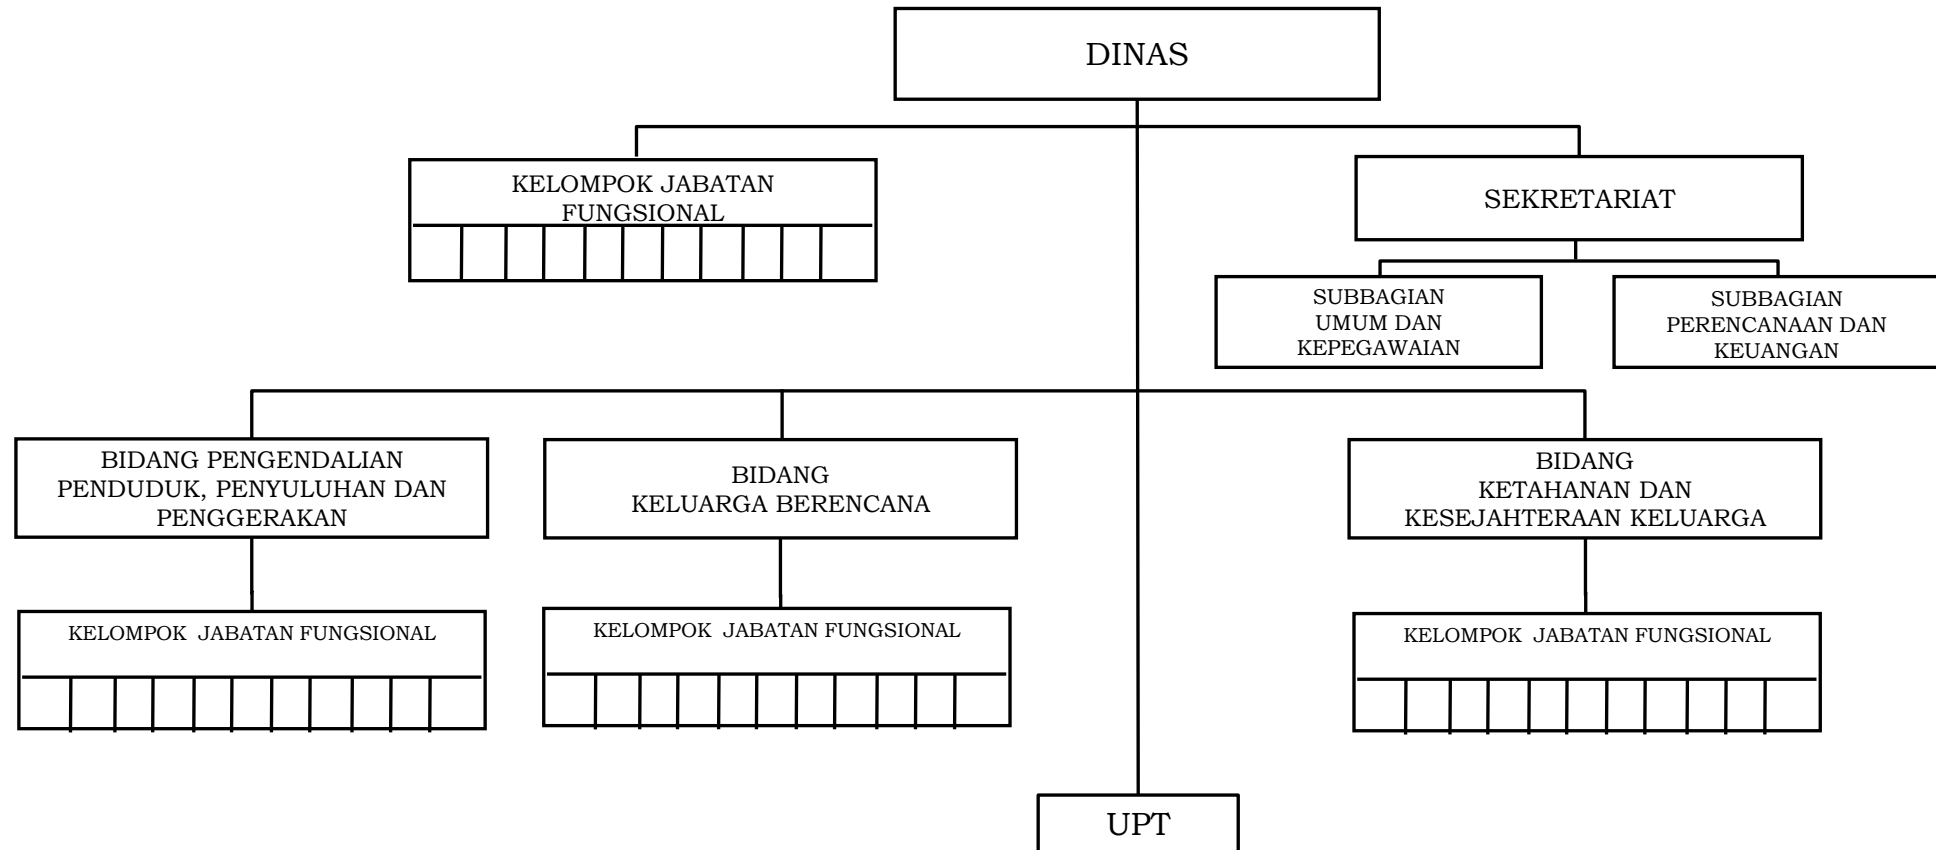 DINAS
KELOMPOK JABATAN
FUNGSIONAL
SEKRETARIAT
SUBBAGIAN
UMUM DAN
KEPEGAWAIAN
SUBBAGIAN
PERENCANAAN DAN
KEUANGAN
BIDANG PENGENDALIAN
PENDUDUK, PENYULUHAN DAN
PENGGERAKAN
BIDANG
KELUARGA BERENCANA
BIDANG
KETAHANAN DAN
KESEJAHTERAAN KELUARGA
KELOMPOK JABATAN FUNGSIONAL
KELOMPOK JABATAN FUNGSIONAL
KELOMPOK JABATAN FUNGSIONAL
UPT